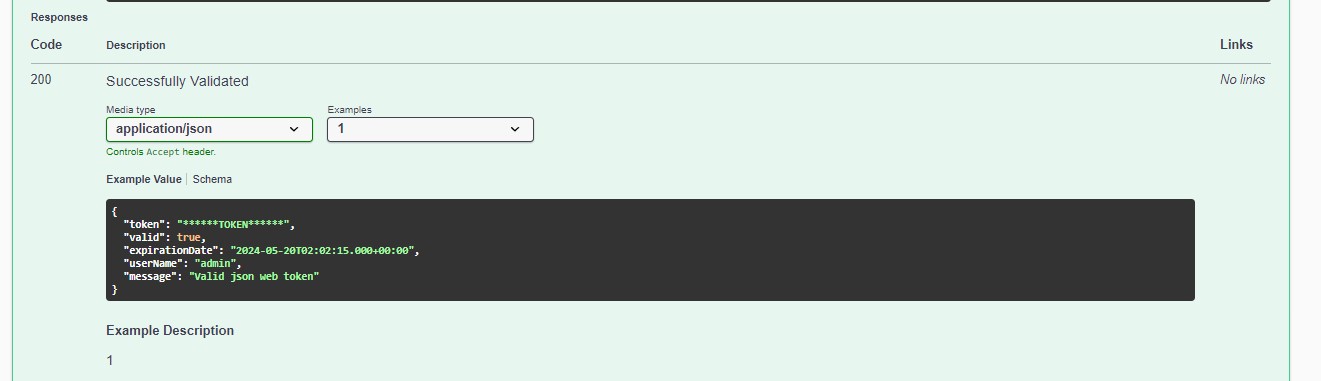 Responses
Code Description Links
200 Successfully Validated No links
Media type Examples
application/json 1
Controls Accept header.
Example Value Schema
{
"token": "******TOKEN******",
"valid": true,
"expirationDate": "2024-05-20T02:02:15.000+00:00",
"userName": "admin",
"message": "Valid json web token"
}
Example Description
1